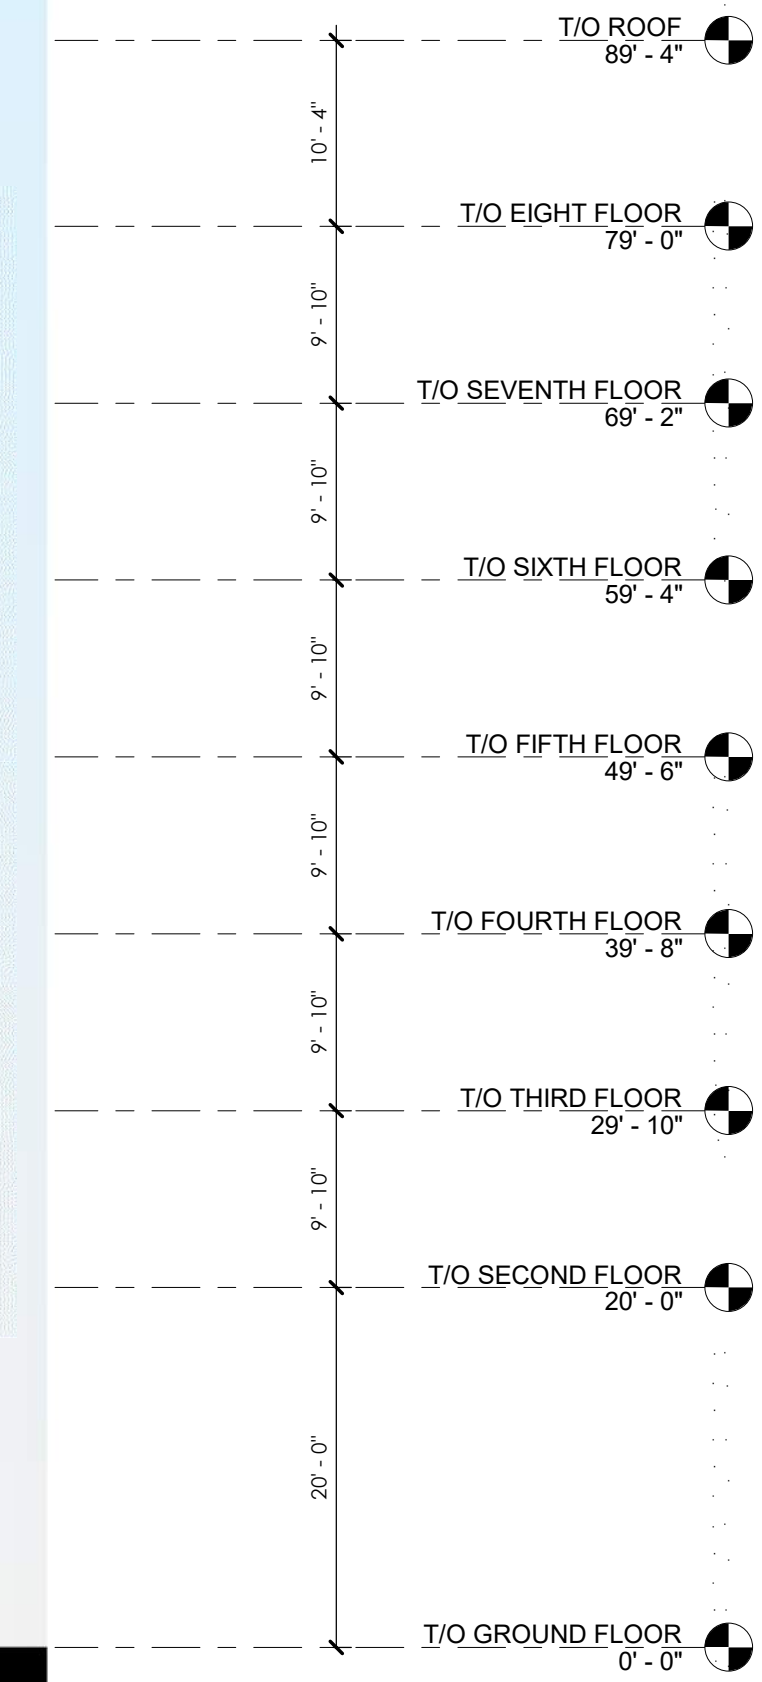 T/O ROOF
89' - 4"
10' - 4"
T/O EIGHT FLOOR
79' - 0"
9' - 10"
T/O SEVENTH FLOOR
69' - 2"
9' - 10"
T/O SIXTH FLOOR
59' - 4"
9' - 10"
T/O FIFTH FLOOR
49' - 6"
9' - 10"
T/O FOURTH FLOOR
39' - 8"
9' - 10"
T/O THIRD FLOOR
29' - 10"
9' - 10"
T/O SECOND FLOOR
20' - 0"
20' - 0"
T/O GROUND FLOOR
0' - 0"